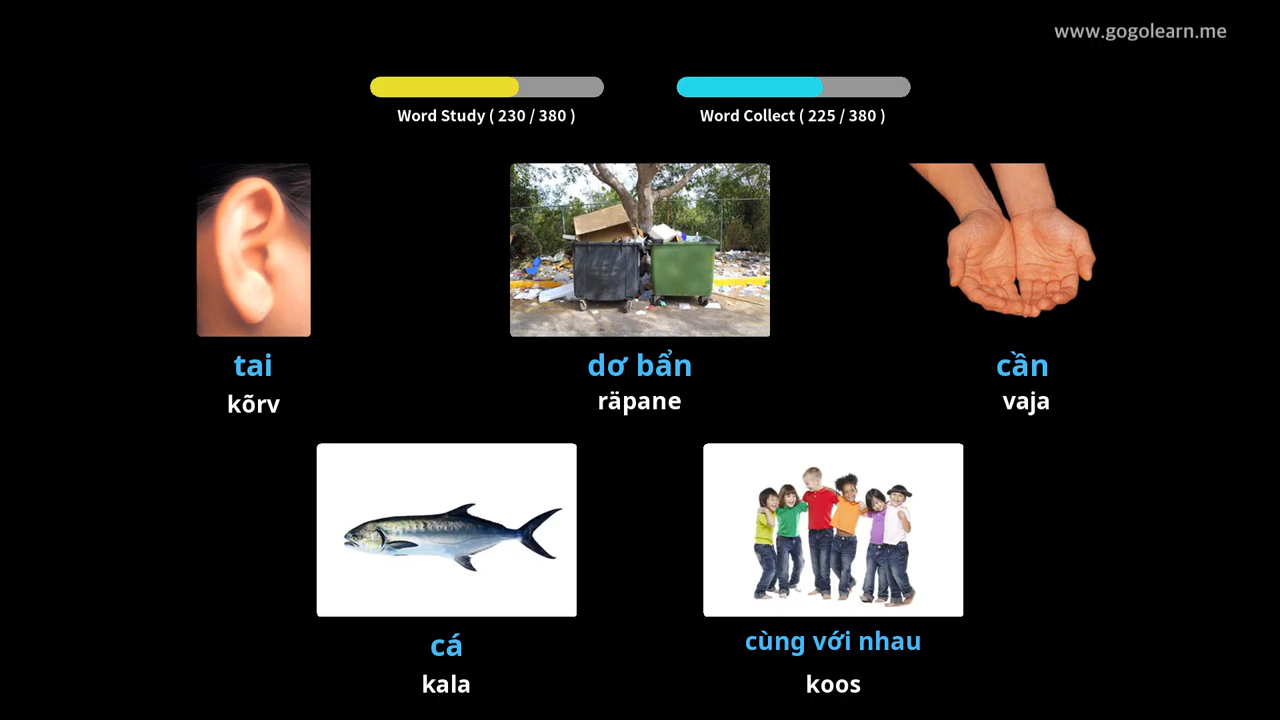 www.gogolearn.me
Word Study ( 230 / 380 )
Word Collect ( 225 / 380 )
tai
kõrv
dơ bẩn
räpane
cần
vaja
cá
kala
cùng với nhau
koos